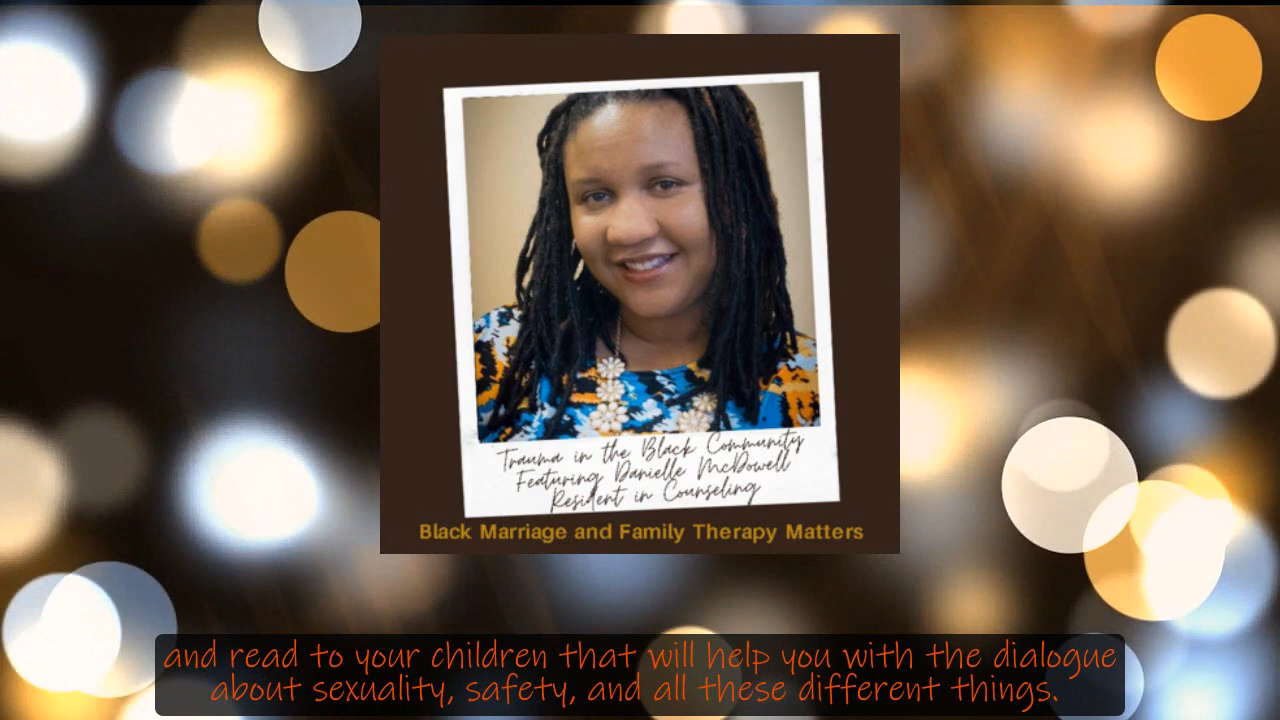 Trauma in the Black Community
Featuring Danielle McDowell
Resident in Counseling
Black Marriage and Family Therapy Matters
and read to your children that will help you with the dialogue
about sexuality, safety, and all these different things.